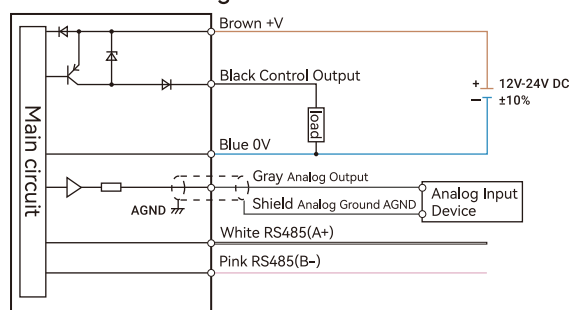 Brown +V
Black Control Output
+ 12V-24V DC
− ±10%
load
Main circuit
Blue 0V
Gray Analog Output
Analog Input
Device
AGND
Shield Analog Ground AGND
White RS485(A+)
Pink RS485(B-)